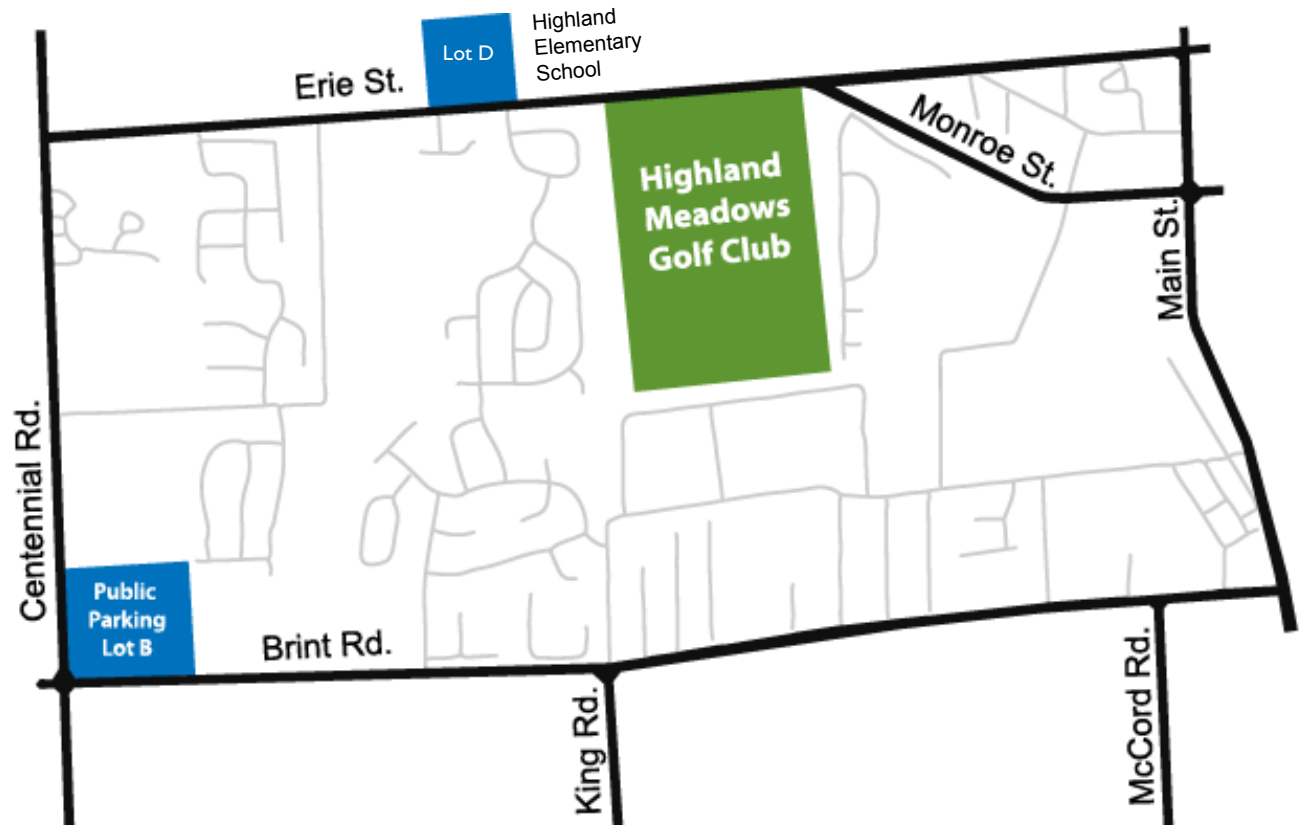 Highland
Elementary
School
Lot D
Erie St.
Monroe St.
Highland
Meadows
Golf Club
Main St.
Centennial Rd.
Public
Parking
Lot B
Brint Rd.
King Rd.
McCord Rd.